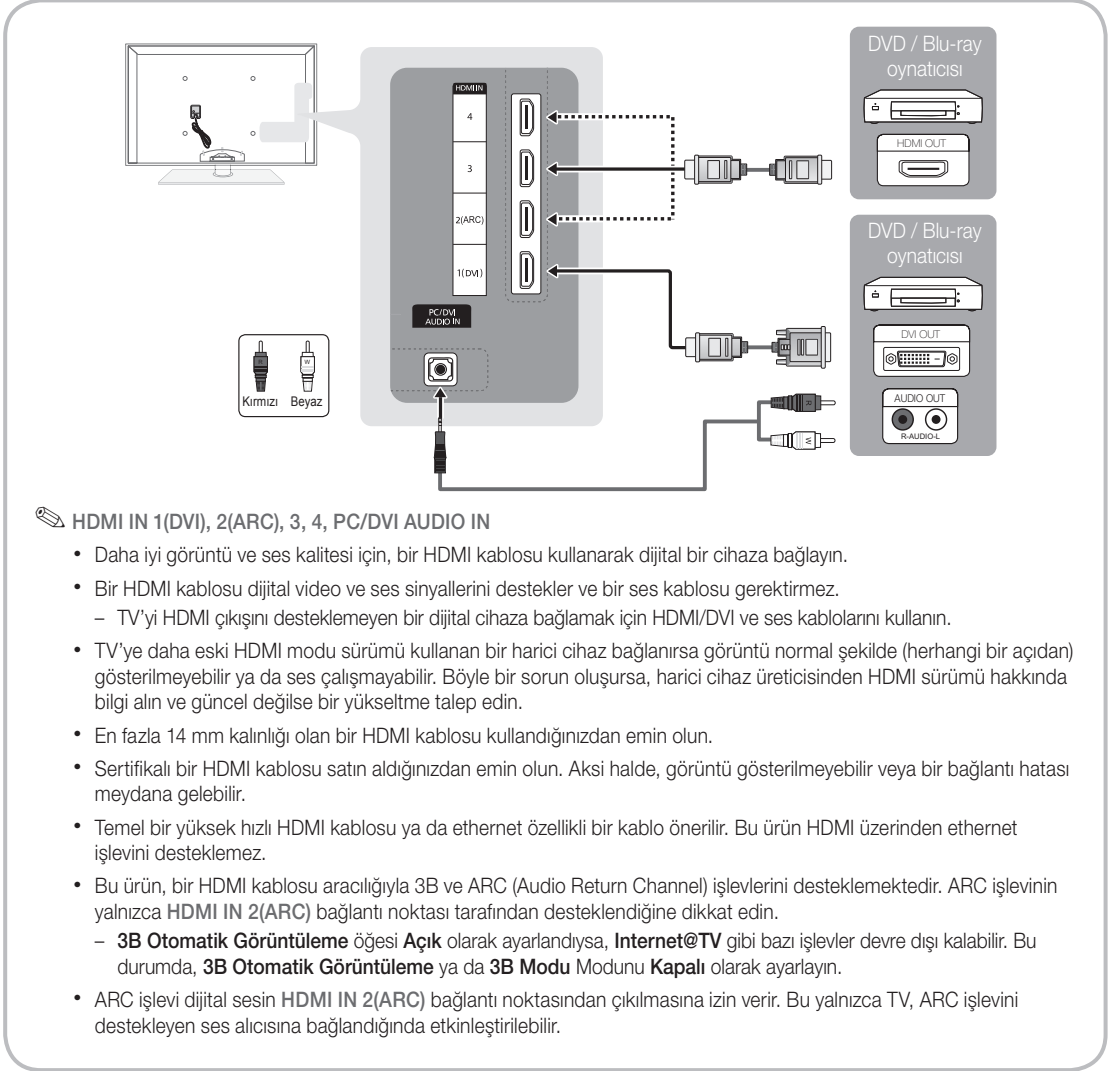 DVD / Blu-ray
oynatıcısı
HDMI OUT
HDMI IN
4
3
2(ARC)
1(DVI)
DVD / Blu-ray
oynatıcısı
DVI OUT
AUDIO OUT
R-AUDIO-L
PC/DVI
AUDIO IN
R
W
Kırmızı Beyaz
R
W
HDMI IN 1(DVI), 2(ARC), 3, 4, PC/DVI AUDIO IN
• Daha iyi görüntü ve ses kalitesi için, bir HDMI kablosu kullanarak dijital bir cihaza bağlayın.
• Bir HDMI kablosu dijital video ve ses sinyallerini destekler ve bir ses kablosu gerektirmez.
– TV’yi HDMI çıkışını desteklemeyen bir dijital cihaza bağlamak için HDMI/DVI ve ses kablolarını kullanın.
• TV’ye daha eski HDMI modu sürümü kullanan bir harici cihaz bağlanırsa görüntü normal şekilde (herhangi bir açıdan)
gösterilmeyebilir ya da ses çalışmayabilir. Böyle bir sorun oluşursa, harici cihaz üreticisinden HDMI sürümü hakkında
bilgi alın ve güncel değilse bir yükseltme talep edin.
• En fazla 14 mm kalınlığı olan bir HDMI kablosu kullandığınızdan emin olun.
• Sertifikalı bir HDMI kablosu satın aldığınızdan emin olun. Aksi halde, görüntü gösterilmeyebilir veya bir bağlantı hatası
meydana gelebilir.
• Temel bir yüksek hızlı HDMI kablosu ya da ethernet özellikli bir kablo önerilir. Bu ürün HDMI üzerinden ethernet
işlevini desteklemez.
• Bu ürün, bir HDMI kablosu aracılığıyla 3B ve ARC (Audio Return Channel) işlevlerini desteklemektedir. ARC işlevinin
yalnızca HDMI IN 2(ARC) bağlantı noktası tarafından desteklendiğine dikkat edin.
– 3B Otomatik Görüntüleme öğesi Açık olarak ayarlandıysa, Internet@TV gibi bazı işlevler devre dışı kalabilir. Bu
durumda, 3B Otomatik Görüntüleme ya da 3B Modu Modunu Kapalı olarak ayarlayın.
• ARC işlevi dijital sesin HDMI IN 2(ARC) bağlantı noktasından çıkılmasına izin verir. Bu yalnızca TV, ARC işlevini
destekleyen ses alıcısına bağlandığında etkinleştirilebilir.